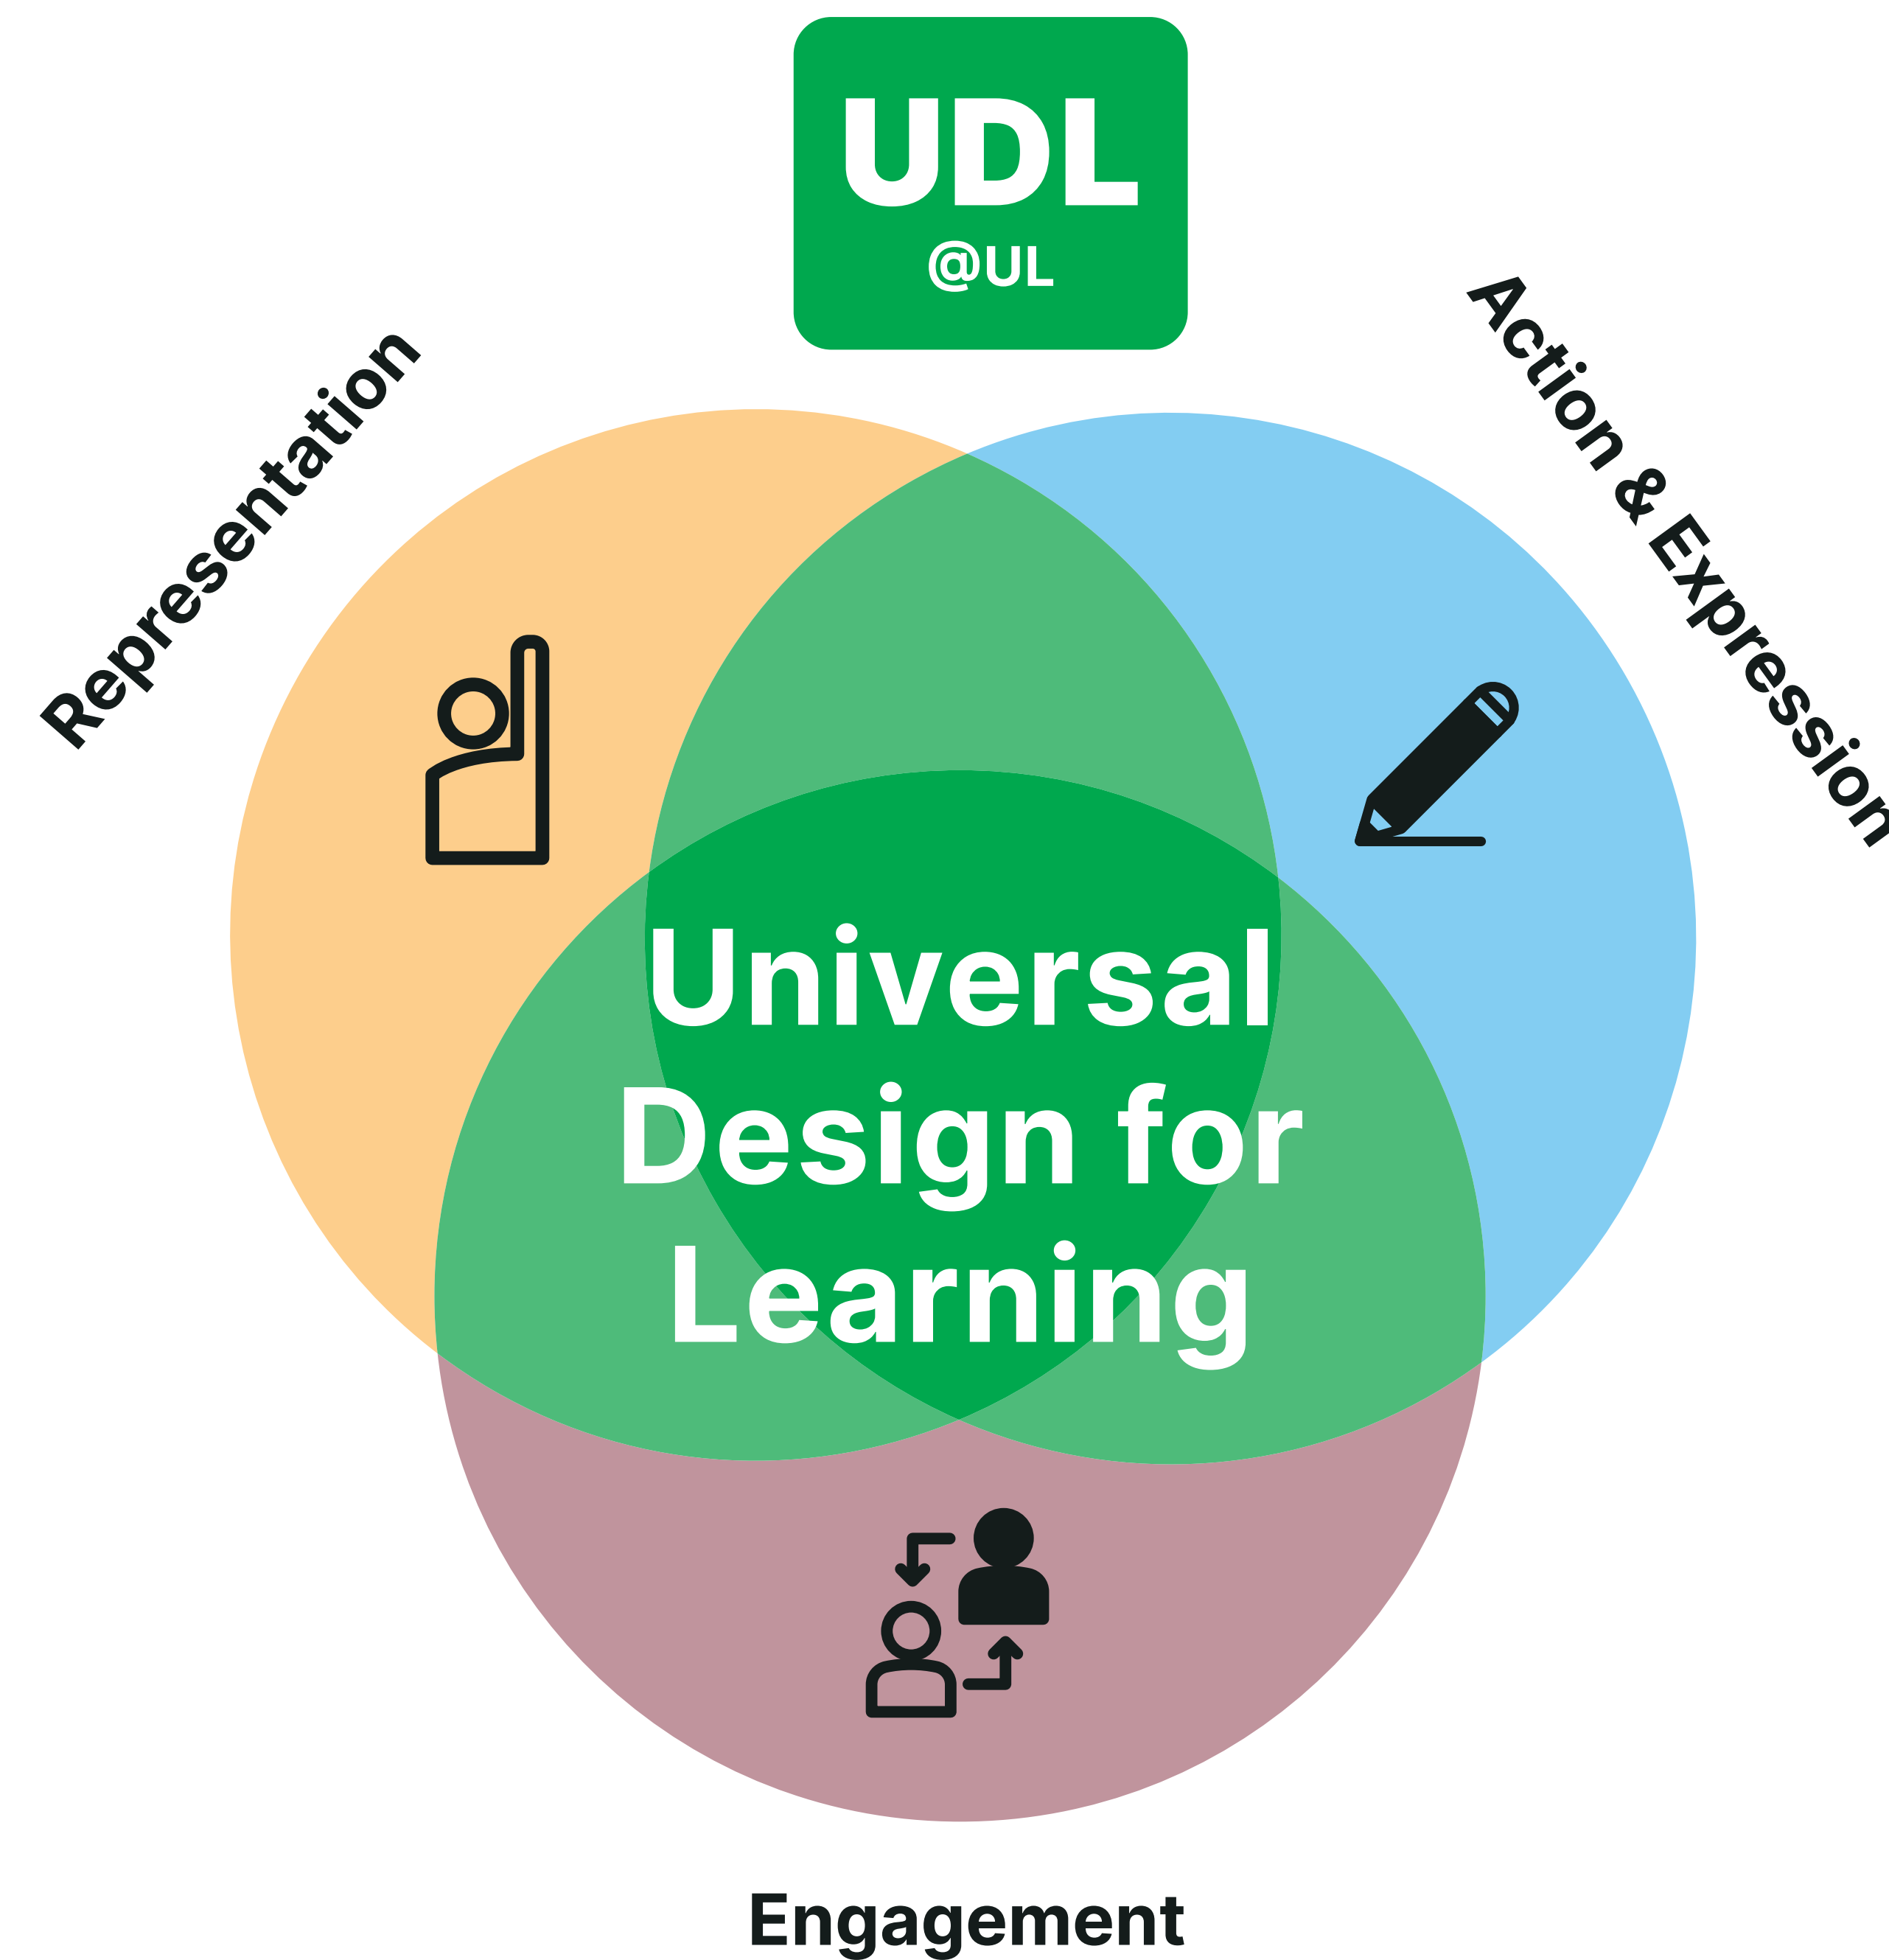 UDL
@UL
Representation
Action & Expression
Universal
Design for
Learning
Engagement